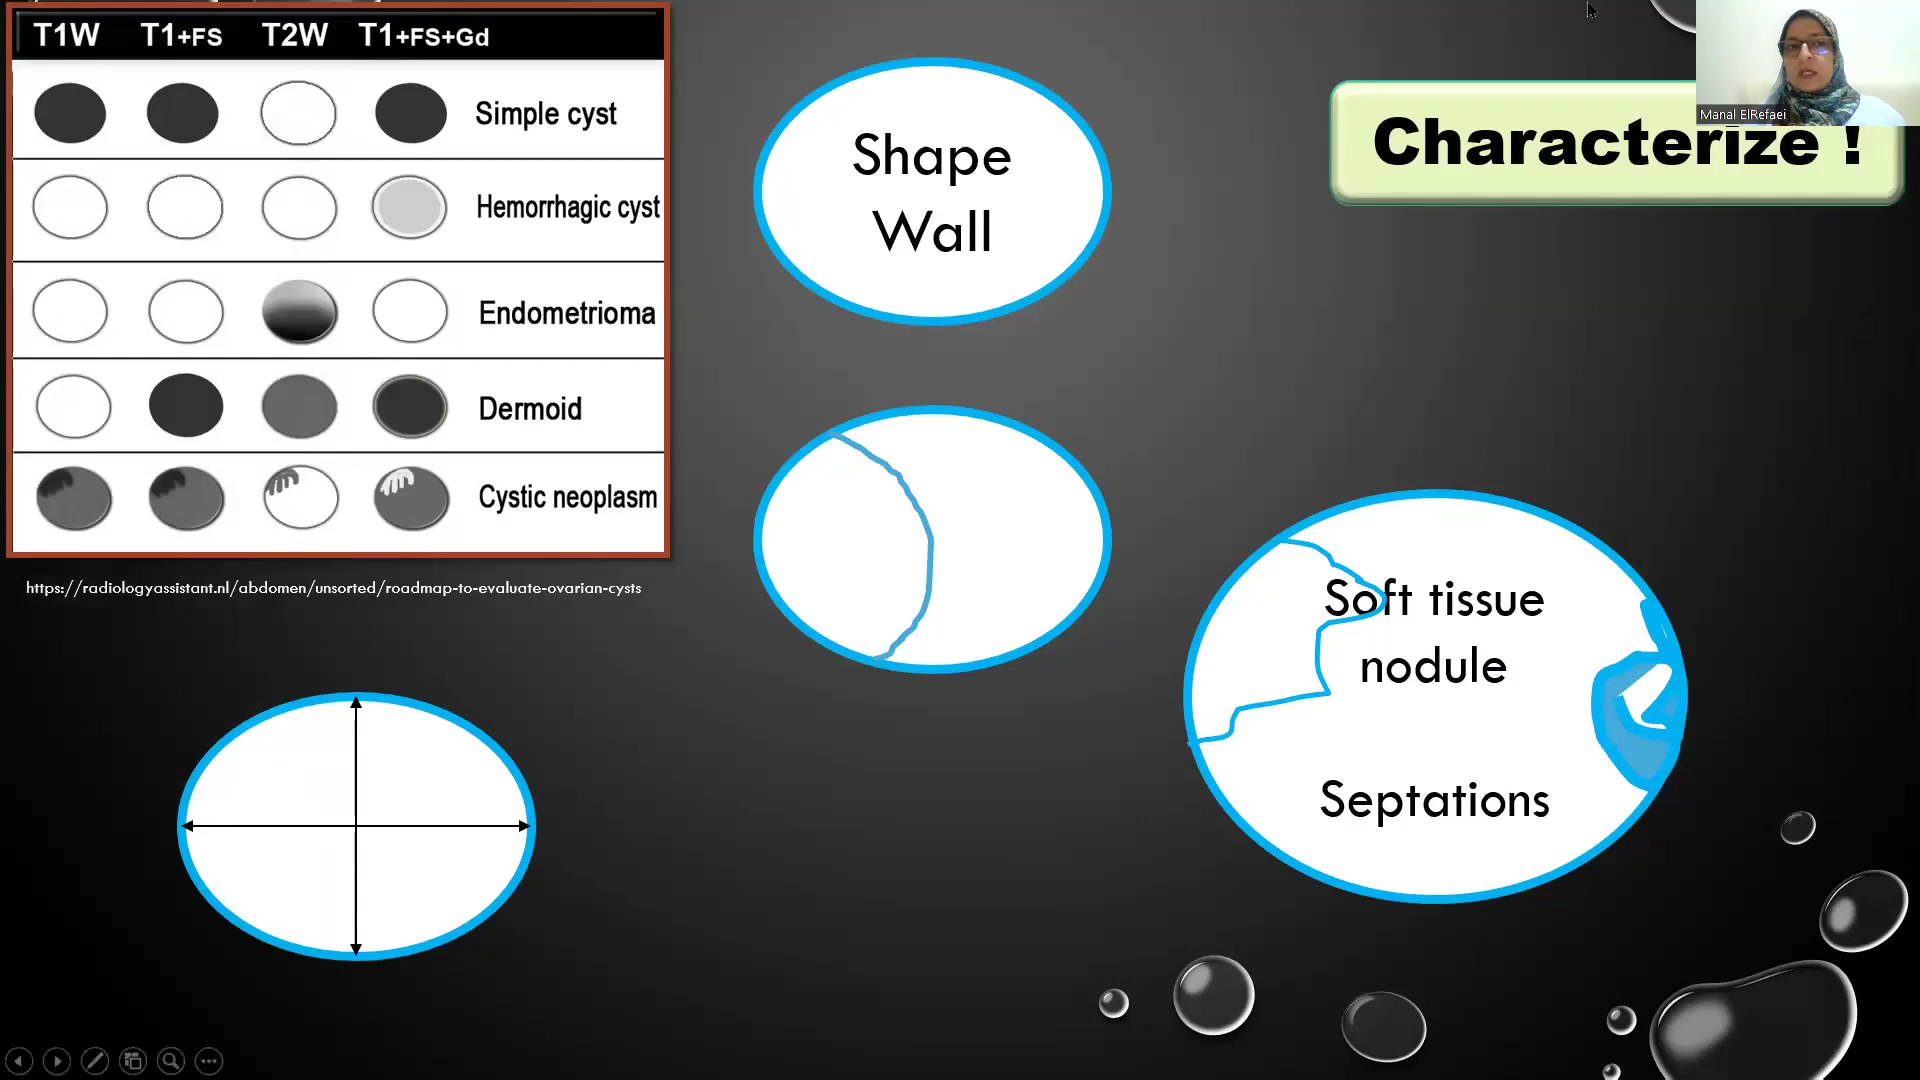 T1W T1+FS T2W T1+FS+Gd
Simple cyst
Hemorrhagic cyst
Endometrioma
Dermoid
Cystic neoplasm
https://radiologyassistant.nl/abdomen/unsorted/roadmap-to-evaluate-ovarian-cysts
Shape
Wall
Characterize !
Manal ElRefaei
Soft tissue
nodule
Septations